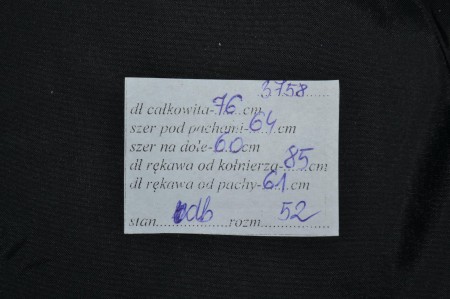 3758
dł całkowita-76 cm
szer pod pachami-64 cm
szer na dole-60 cm
dł rękawa od kołnierza-85 cm
dł rękawa od pachy-61 cm
stan bdb rozm 52